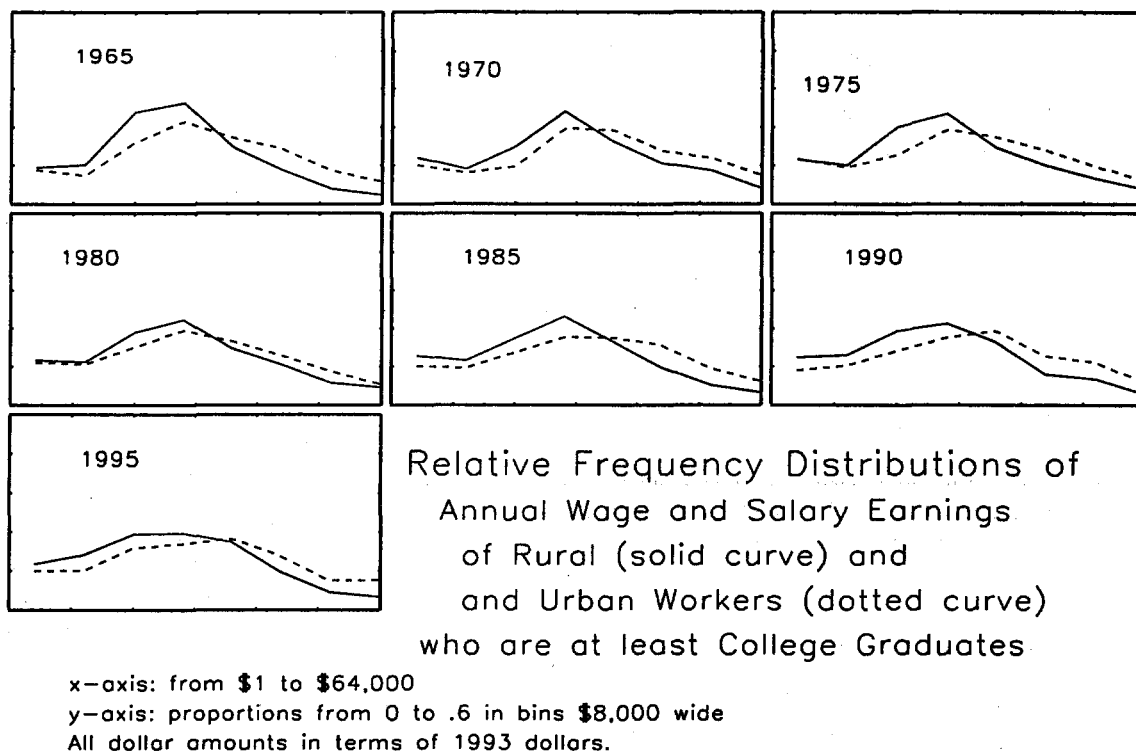 1965
1970
1975
1980
1985
1990
1995
Relative Frequency Distributions of
Annual Wage and Salary Earnings
of Rural (solid curve) and
and Urban Workers (dotted curve)
who are at least College Graduates
x-axis: from $1 to $64,000
y-axis: proportions from 0 to .6 in bins $8,000 wide
All dollar amounts in terms of 1993 dollars.